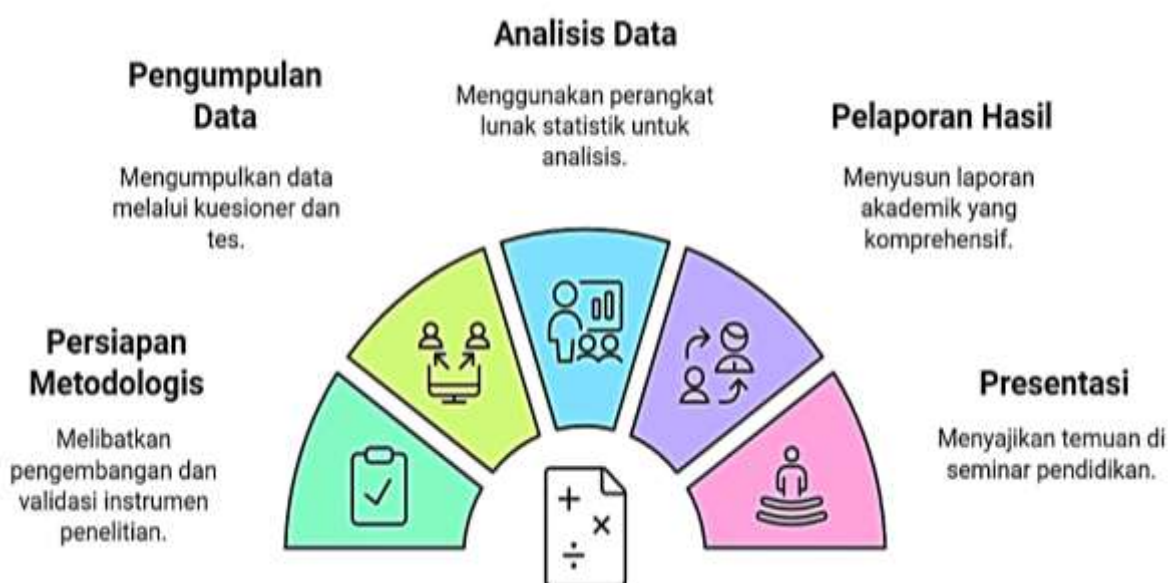 Persiapan
Metodologis
Melibatkan
pengembangan dan
validasi instrumen
penelitian.
Pengumpulan
Data
Mengumpulkan data
melalui kuesioner dan
tes.
Analisis Data
Menggunakan perangkat
lunak statistik untuk
analisis.
Pelaporan Hasil
Menyusun laporan
akademik yang
komprehensif.
Presentasi
Menyajikan temuan di
seminar pendidikan.